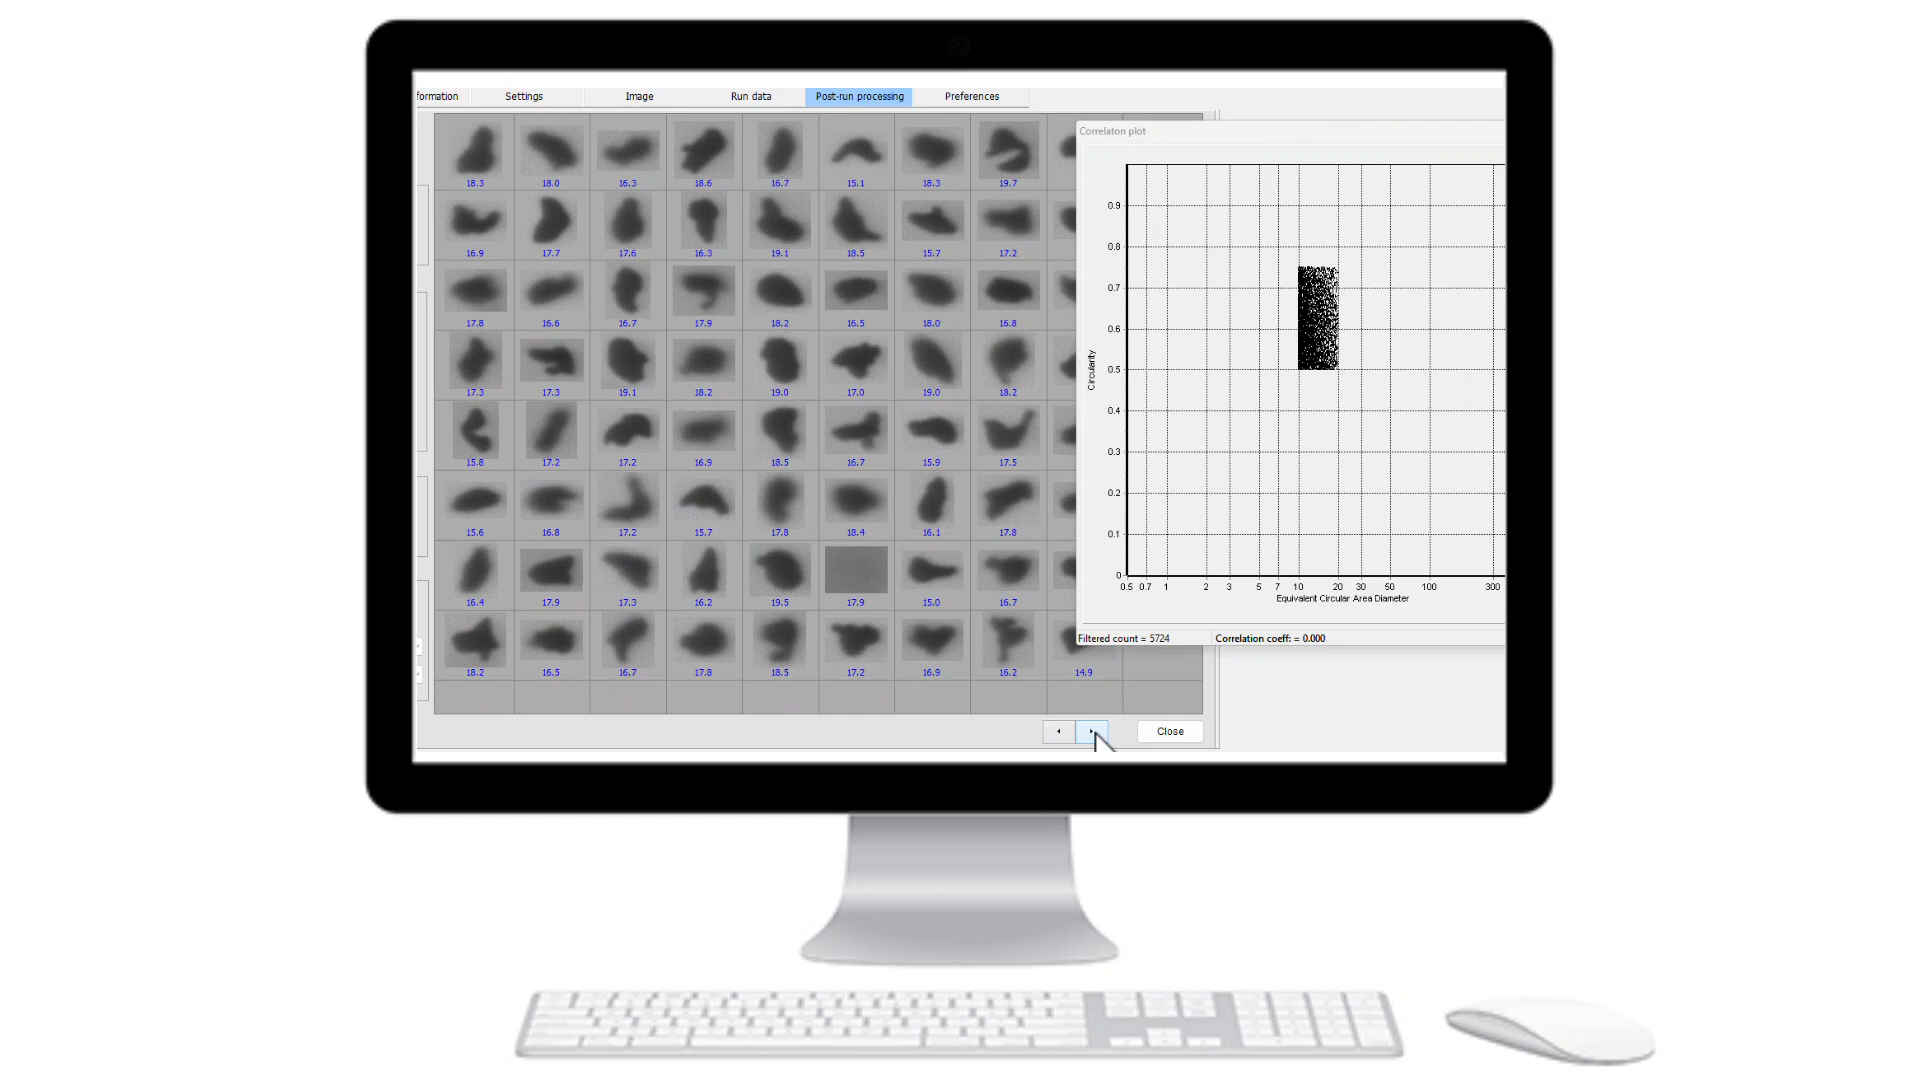 formation Settings Image Run data Post-run processing Preferences
18.3 18.0 16.3 18.6 16.7 15.1 18.3 19.7
16.9 17.7 17.6 16.3 19.1 18.5 15.7 17.2
17.8 16.6 16.7 17.9 18.2 16.5 18.0 16.8
17.3 17.3 19.1 18.2 19.0 17.0 19.0 18.2
15.8 17.2 17.2 16.9 18.5 16.7 15.9 17.5
15.6 16.8 17.2 15.7 17.8 18.4 16.1 17.8
16.4 17.9 17.3 16.2 19.5 17.9 15.0 16.7
18.2 16.5 16.7 17.8 18.5 17.2 16.9 16.2 14.9
Close
Correlaton plot
Circularity
0.9
0.8
0.7
0.6
0.5
0.4
0.3
0.2
0.1
0
0.5 0.7 1 2 3 5 7 10 20 30 50 100 300
Equivalent Circular Area Diameter
Filtered count = 5724 Correlation coeff: = 0.000